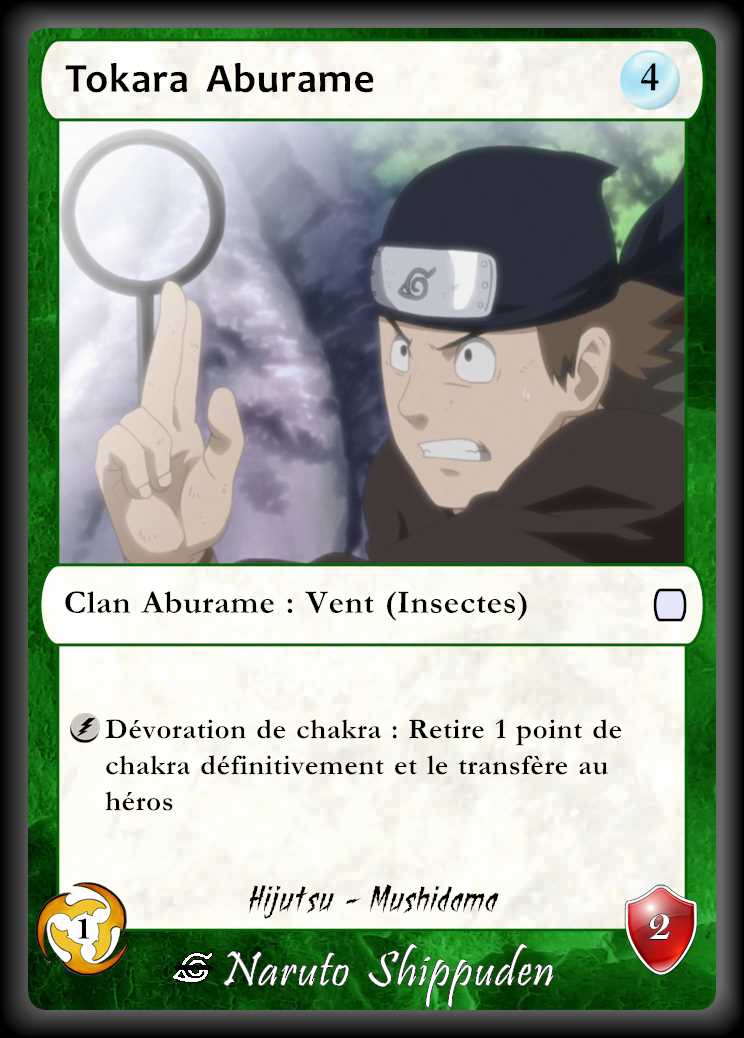 Tokara Aburame
4
Clan Aburame : Vent (Insectes)
Dévoration de chakra : Retire 1 point de
chakra définitivement et le transfère au
héros
Hijutsu - Mushidama
1
2
Naruto Shippuden